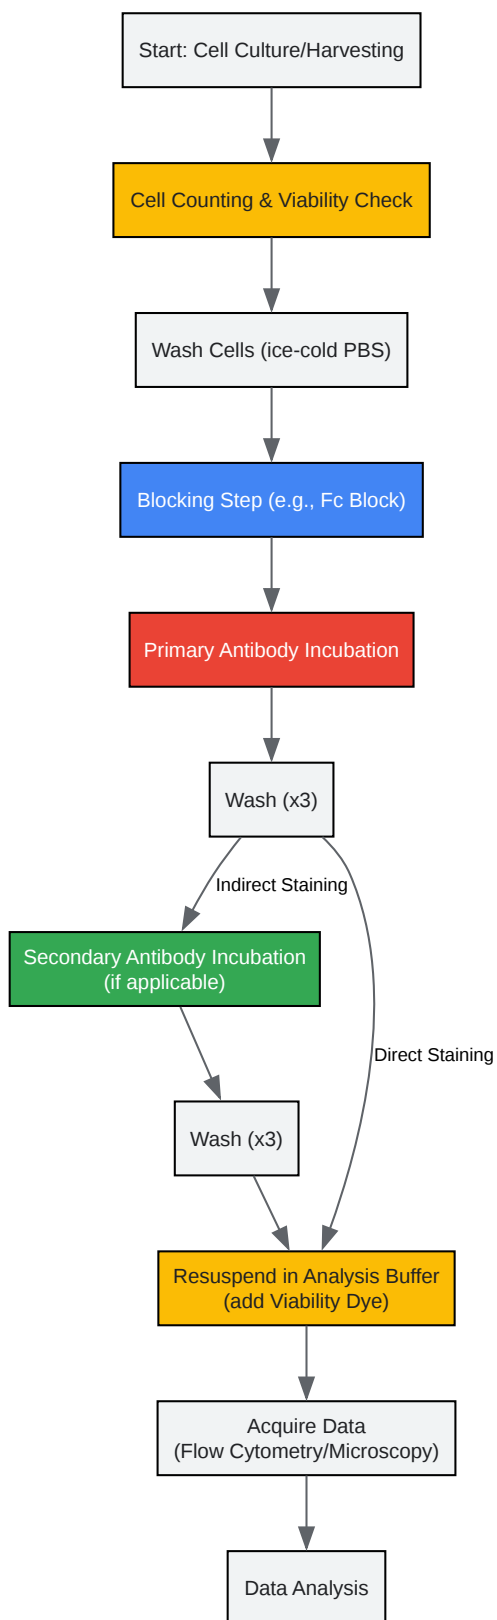 Start: Cell Culture/Harvesting
Cell Counting & Viability Check
Wash Cells (ice-cold PBS)
Blocking Step (e.g., Fc Block)
Primary Antibody Incubation
Wash (x3)
Indirect Staining
Secondary Antibody Incubation
(if applicable)
Direct Staining
Wash (x3)
Resuspend in Analysis Buffer
(add Viability Dye)
Acquire Data
(Flow Cytometry/Microscopy)
Data Analysis